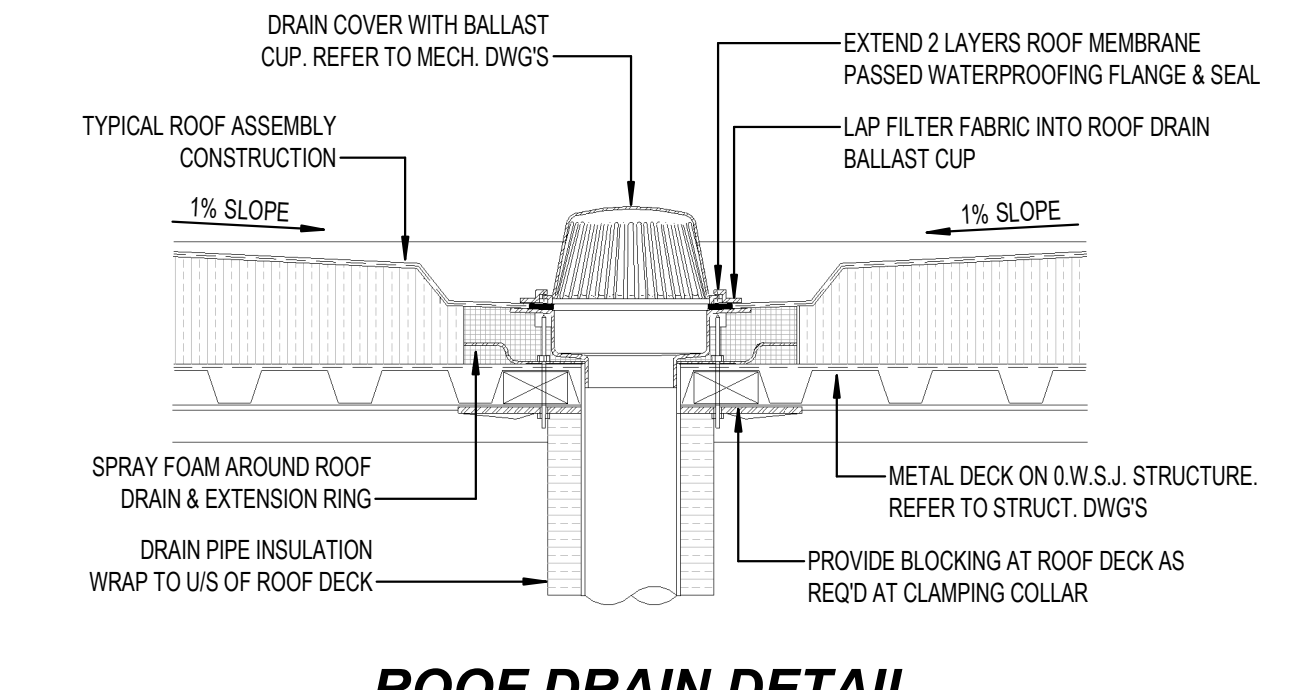 DRAIN COVER WITH BALLAST
CUP. REFER TO MECH. DWG'S
EXTEND 2 LAYERS ROOF MEMBRANE
PASSED WATERPROOFING FLANGE & SEAL
TYPICAL ROOF ASSEMBLY
CONSTRUCTION
LAP FILTER FABRIC INTO ROOF DRAIN
BALLAST CUP
1% SLOPE
1% SLOPE
SPRAY FOAM AROUND ROOF
DRAIN & EXTENSION RING
METAL DECK ON 0.W.S.J. STRUCTURE.
REFER TO STRUCT. DWG'S
DRAIN PIPE INSULATION
WRAP TO U/S OF ROOF DECK
PROVIDE BLOCKING AT ROOF DECK AS
REQ'D AT CLAMPING COLLAR
ROOF DRAIN DETAIL